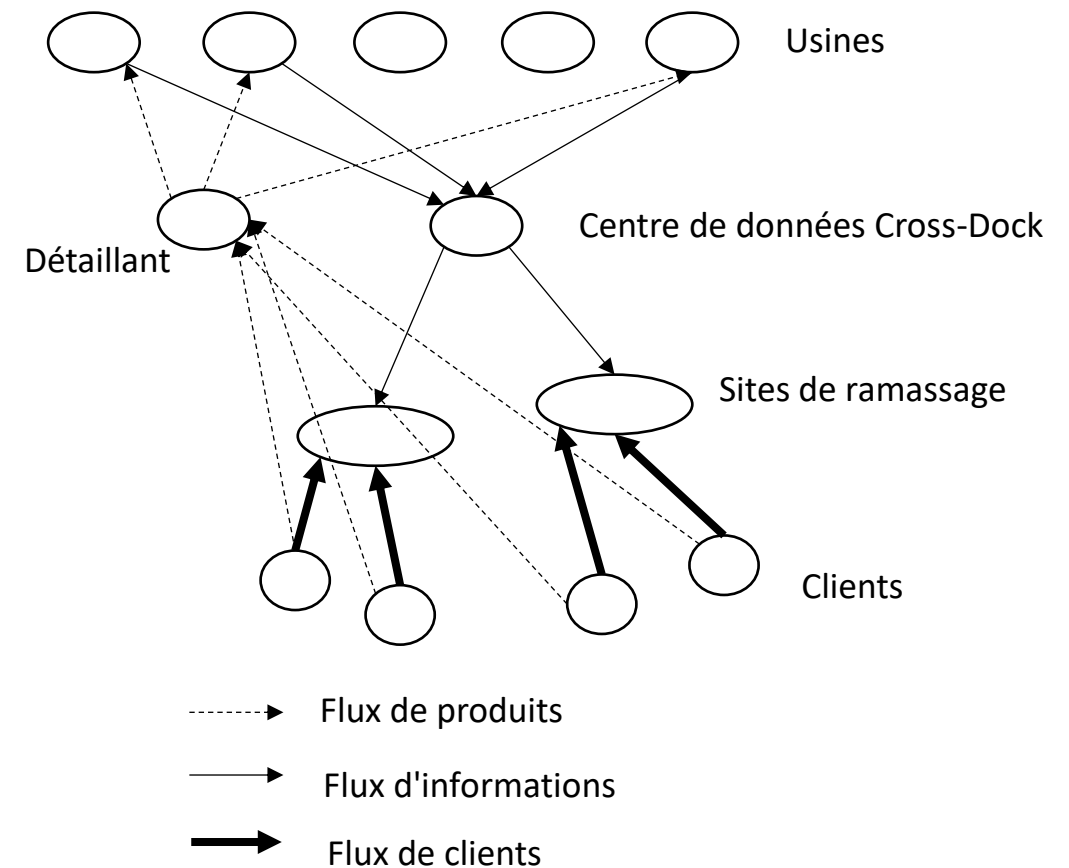 Usines
Centre de données Cross-Dock
Détaillant
Sites de ramassage
Clients
Flux de produits
Flux d'informations
Flux de clients